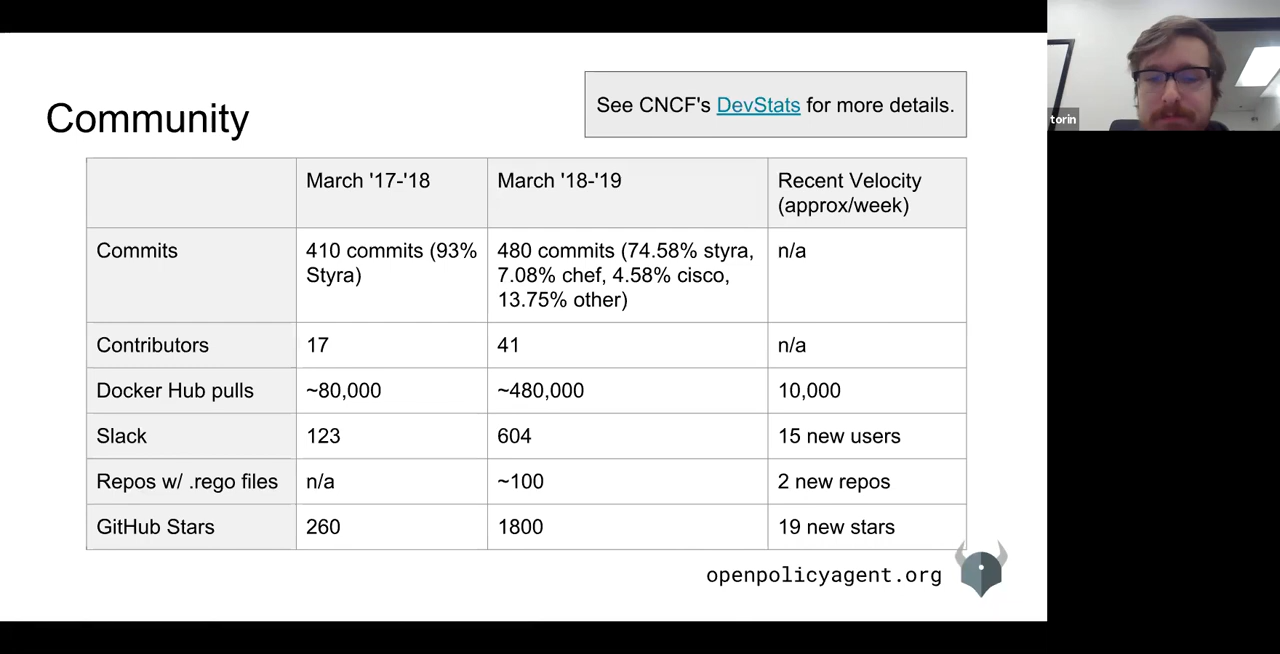 Community
See CNCF's DevStats for more details.
torin
March '17-'18
March '18-'19
Recent Velocity
(approx/week)
Commits
410 commits (93%
Styra)
480 commits (74.58% styra,
7.08% chef, 4.58% cisco,
13.75% other)
n/a
Contributors
17
41
n/a
Docker Hub pulls
~80,000
~480,000
10,000
Slack
123
604
15 new users
Repos w/ .rego files
n/a
~100
2 new repos
GitHub Stars
260
1800
19 new stars
openpolicyagent.org